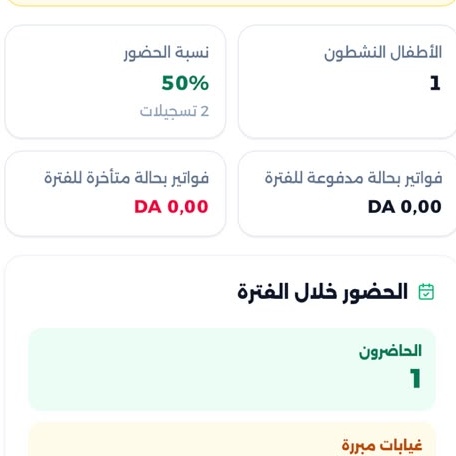 الأطفال النشطون
1
نسبة الحضور
50%
2 تسجيلات
فواتير بحالة مدفوعة للفترة
DA 0,00
فواتير بحالة متأخرة للفترة
DA 0,00
الحضور خلال الفترة
الحاضرون
1
غيابات مبررة